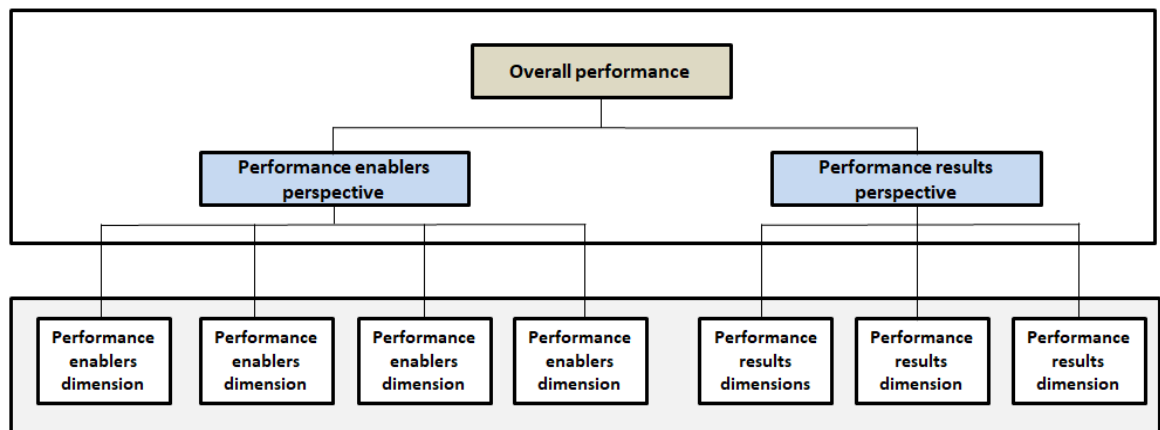 Overall performance
Performance enablers
perspective
Performance results
perspective
Performance
enablers
dimension
Performance
enablers
dimension
Performance
enablers
dimension
Performance
enablers
dimension
Performance
results
dimensions
Performance
results
dimension
Performance
results
dimension